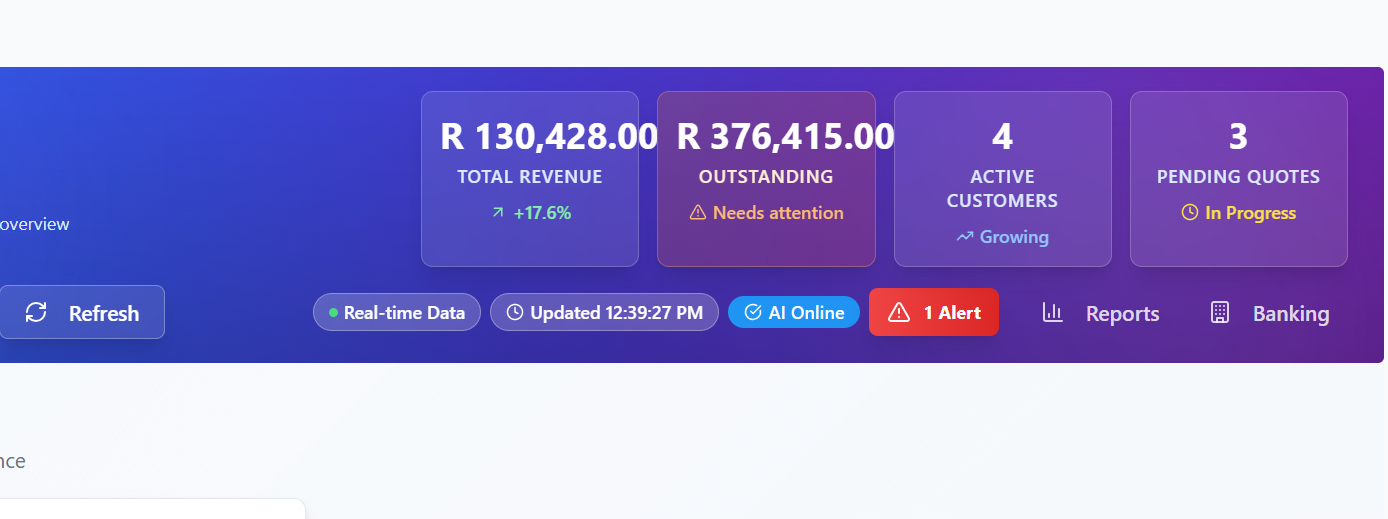 R 130,428.00
TOTAL REVENUE
+17.6%
R 376,415.00
OUTSTANDING
Needs attention
4
ACTIVE
CUSTOMERS
Growing
3
PENDING QUOTES
In Progress
overview
Refresh
Real-time Data
Updated 12:39:27 PM
AI Online
1 Alert
Reports
Banking